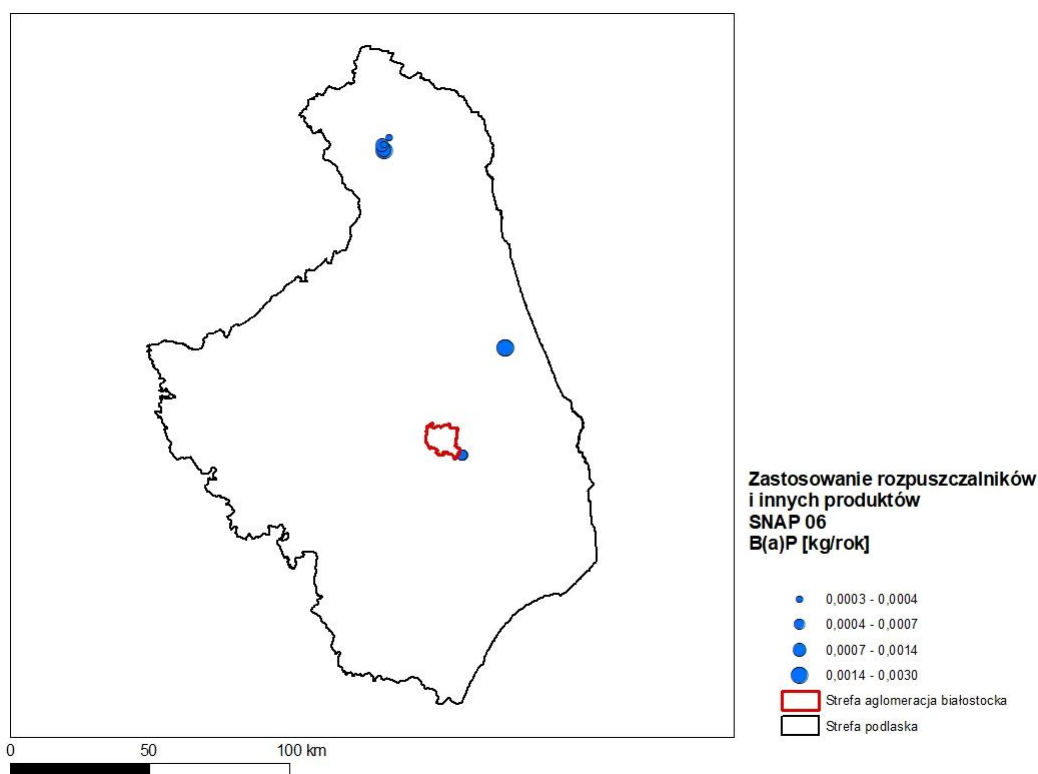 Zastosowanie rozpuszczalników
i innych produktów
SNAP 06
B(a)P [kg/rok]
0,0003 - 0,0004
0,0004 - 0,0007
0,0007 - 0,0014
0,0014 - 0,0030
Strefa aglomeracja białostocka
Strefa podlaska
0 50 100 km